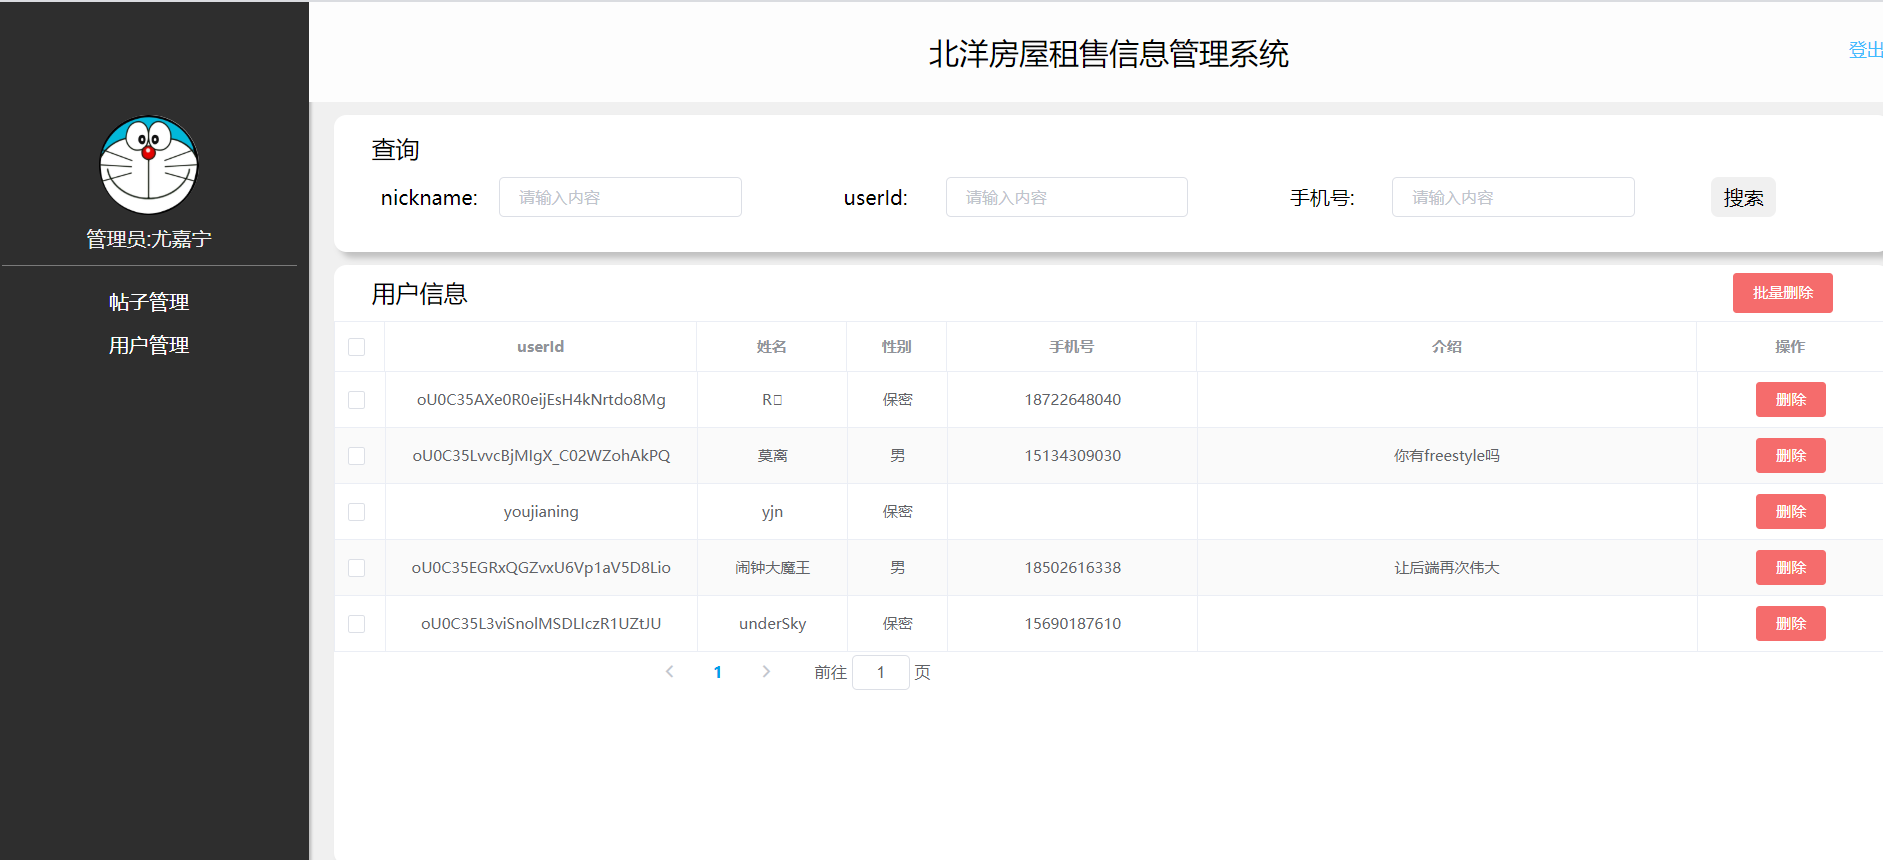 北洋房屋租售信息管理系统
登出
管理员:尤嘉宁
帖子管理
用户管理
查询
nickname: 请输入内容 userId: 请输入内容 手机号: 请输入内容 搜索
用户信息 批量删除
userId 姓名 性别 手机号 介绍 操作
oU0C35AXe0R0eijEsH4kNrtdo8Mg R 保密 18722648040 删除
oU0C35LvvcBjMIgX_C02WZohAkPQ 莫离 男 15134309030 你有freestyle吗 删除
youjianing yjn 保密 删除
oU0C35EGRxQGZvxU6Vp1aV5D8Lio 闹钟大魔王 男 18502616338 让后端再次伟大 删除
oU0C35L3viSnolMSDLIczR1UZtJU underSky 保密 15690187610 删除
1 前往 1 页